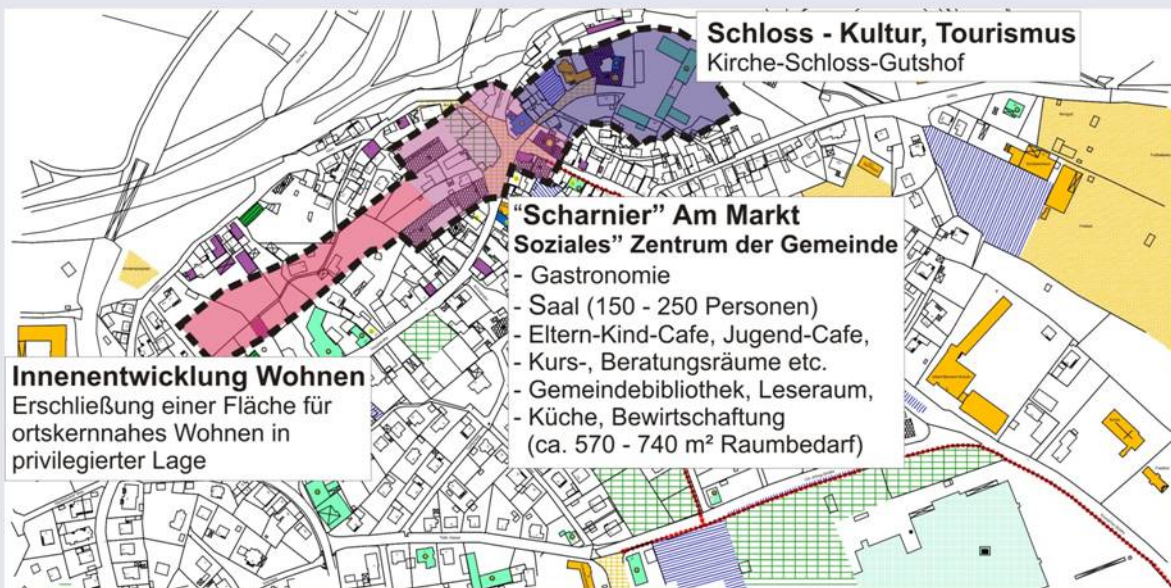 Schloss - Kultur, Tourismus
Kirche-Schloss-Gutshof
“Scharnier” Am Markt
Soziales” Zentrum der Gemeinde
- Gastronomie
- Saal (150 - 250 Personen)
- Eltern-Kind-Cafe, Jugend-Cafe,
- Kurs-, Beratungsräume etc.
- Gemeindebibliothek, Leseraum,
- Küche, Bewirtschaftung
(ca. 570 - 740 m² Raumbedarf)
Innenentwicklung Wohnen
Erschließung einer Fläche für
ortskernnahes Wohnen in
privilegierter Lage